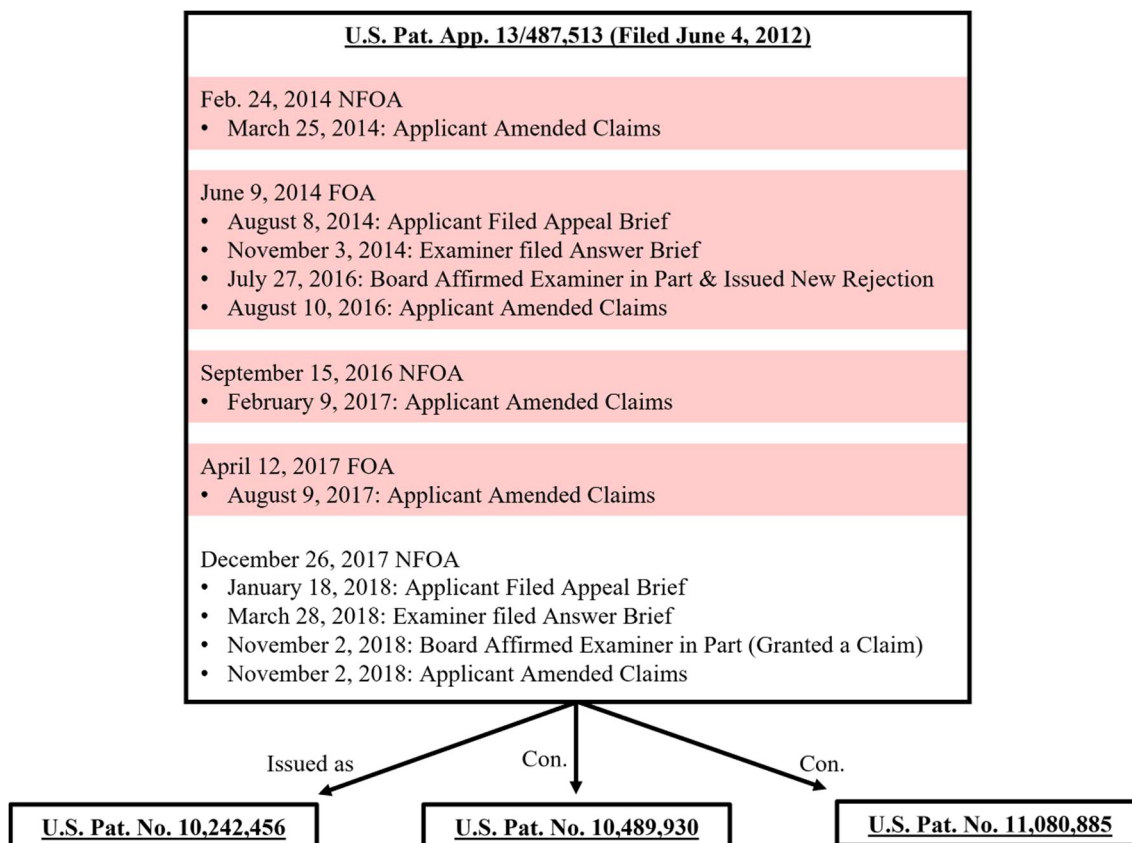 U.S. Pat. App. 13/487,513 (Filed June 4, 2012)
Feb. 24, 2014 NFOA
• March 25, 2014: Applicant Amended Claims
June 9, 2014 FOA
• August 8, 2014: Applicant Filed Appeal Brief
• November 3, 2014: Examiner filed Answer Brief
• July 27, 2016: Board Affirmed Examiner in Part & Issued New Rejection
• August 10, 2016: Applicant Amended Claims
September 15, 2016 NFOA
• February 9, 2017: Applicant Amended Claims
April 12, 2017 FOA
• August 9, 2017: Applicant Amended Claims
December 26, 2017 NFOA
• January 18, 2018: Applicant Filed Appeal Brief
• March 28, 2018: Examiner filed Answer Brief
• November 2, 2018: Board Affirmed Examiner in Part (Granted a Claim)
• November 2, 2018: Applicant Amended Claims
Issued as
Con.
Con.
U.S. Pat. No. 10,242,456
U.S. Pat. No. 10,489,930
U.S. Pat. No. 11,080,885